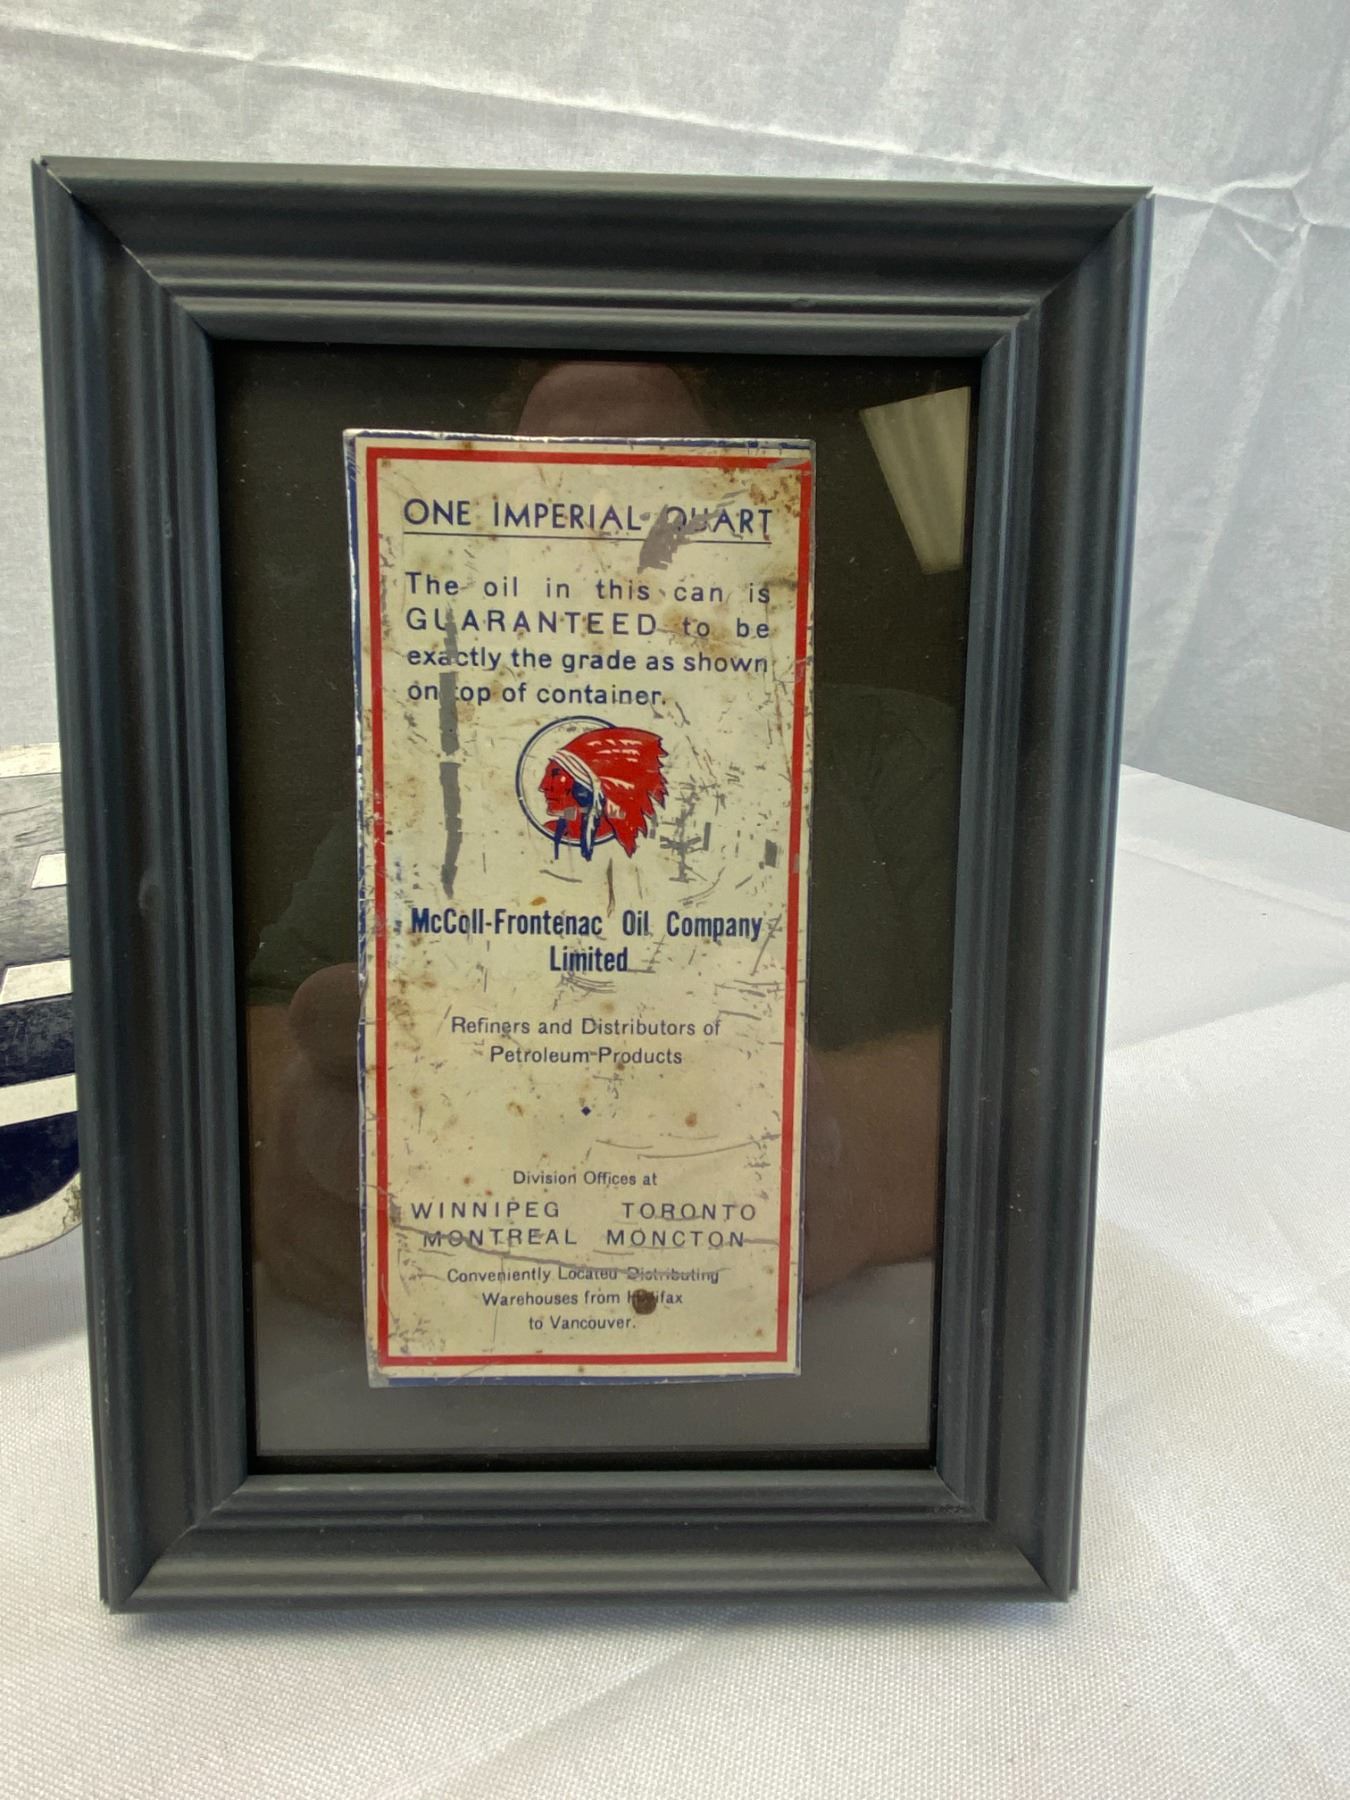 ONE IMPERIAL QUART
The oil in this can is
GUARANTEED to be
exactly the grade as shown
on top of container.
McColl-Frontenac Oil Company
Limited
Refiners and Distributors of
Petroleum Products
Division Offices at
WINNIPEG TORONTO
MONTREAL MONCTON
Conveniently Located Distributing
Warehouses from Halifax
to Vancouver.